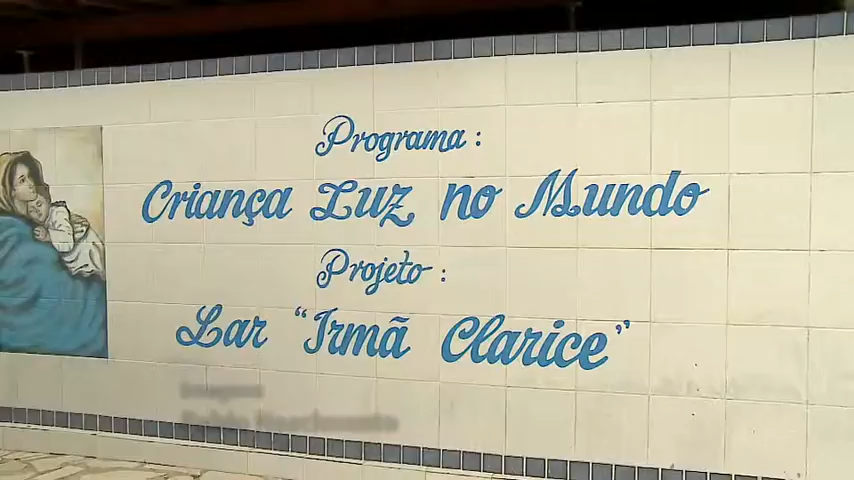 Programa :
Criança Luz no Mundo
Projeto :
Lar "Irmã Clarice"